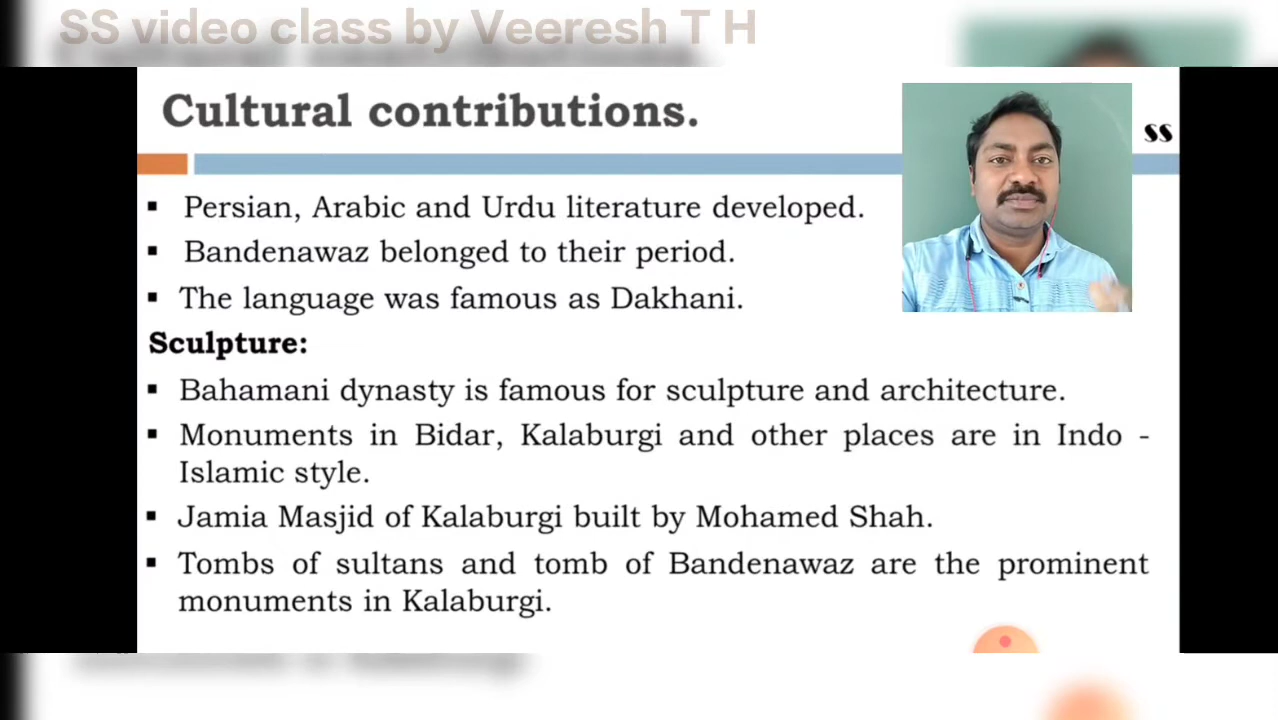 SS video class by Veeresh T H
Cultural contributions.
SS
▪ Persian, Arabic and Urdu literature developed.
▪ Bandenawaz belonged to their period.
▪ The language was famous as Dakhani.
Sculpture:
▪ Bahamani dynasty is famous for sculpture and architecture.
▪ Monuments in Bidar, Kalaburgi and other places are in Indo -
Islamic style.
▪ Jamia Masjid of Kalaburgi built by Mohamed Shah.
▪ Tombs of sultans and tomb of Bandenawaz are the prominent
monuments in Kalaburgi.